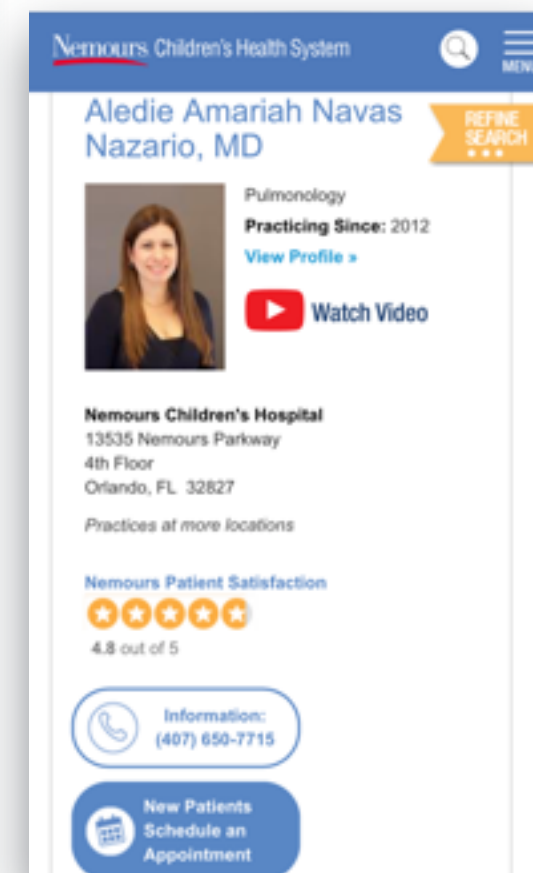 Nemours Children's Health System
MENU
Aledie Amariah Navas
Nazario, MD
REFINE
SEARCH
Pulmonology
Practicing Since: 2012
View Profile »
Watch Video
Nemours Children's Hospital
13535 Nemours Parkway
4th Floor
Orlando, FL 32827
Practices at more locations
Nemours Patient Satisfaction
4.8 out of 5
Information:
(407) 650-7715
New Patients
Schedule an
Appointment